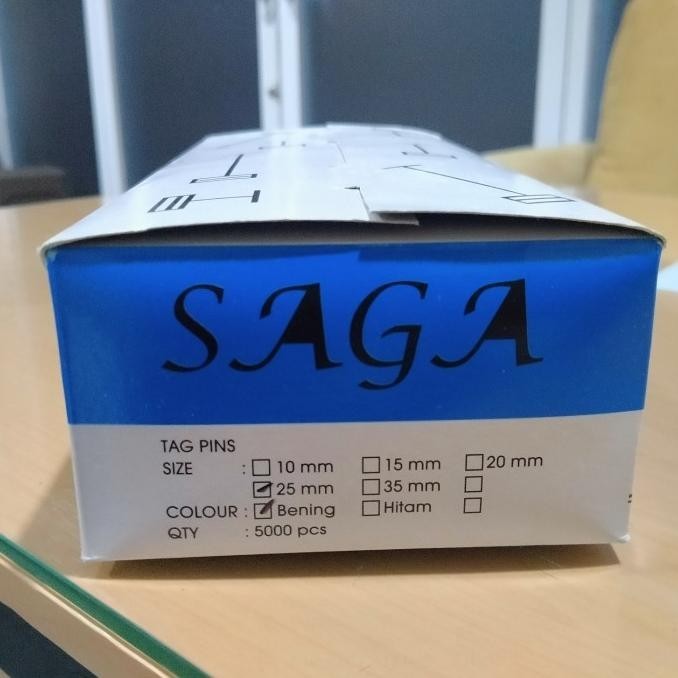 SAGA
TAG PINS
SIZE : ☐ 10 mm ☐ 15 mm ☐ 20 mm
☑ 25 mm ☐ 35 mm ☐
COLOUR : ☑ Bening ☐ Hitam ☐
QTY : 5000 pcs